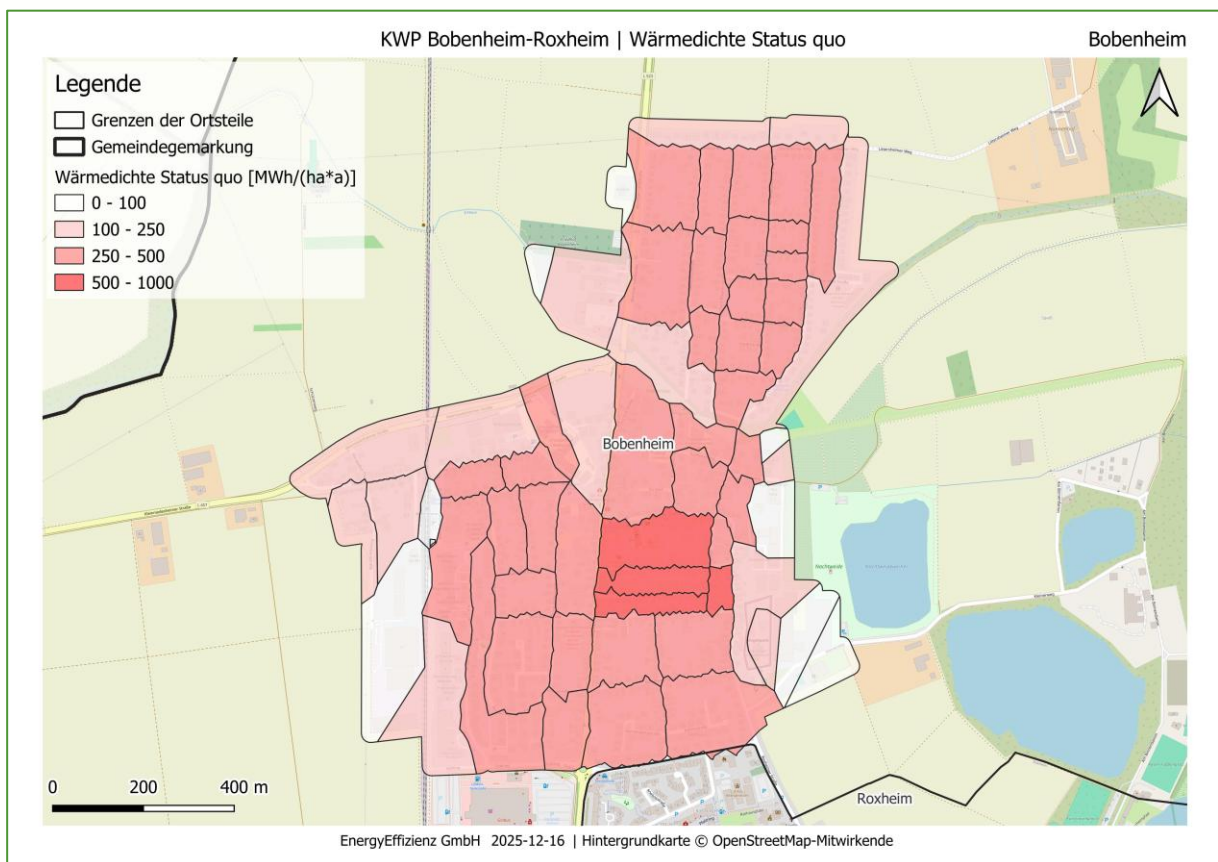 KWP Bobenheim-Roxheim | Wärmedichte Status quo
Bobenheim
Legende
Grenzen der Ortsteile
Gemeindegemarkung
Wärmedichte Status quo [MWh/(ha*a)]
0 - 100
100 - 250
250 - 500
500 - 1000
Bobenheim
Nachtweide
Roxheim
0 200 400 m
EnergyEffizienz GmbH 2025-12-16 | Hintergrundkarte © OpenStreetMap-Mitwirkende